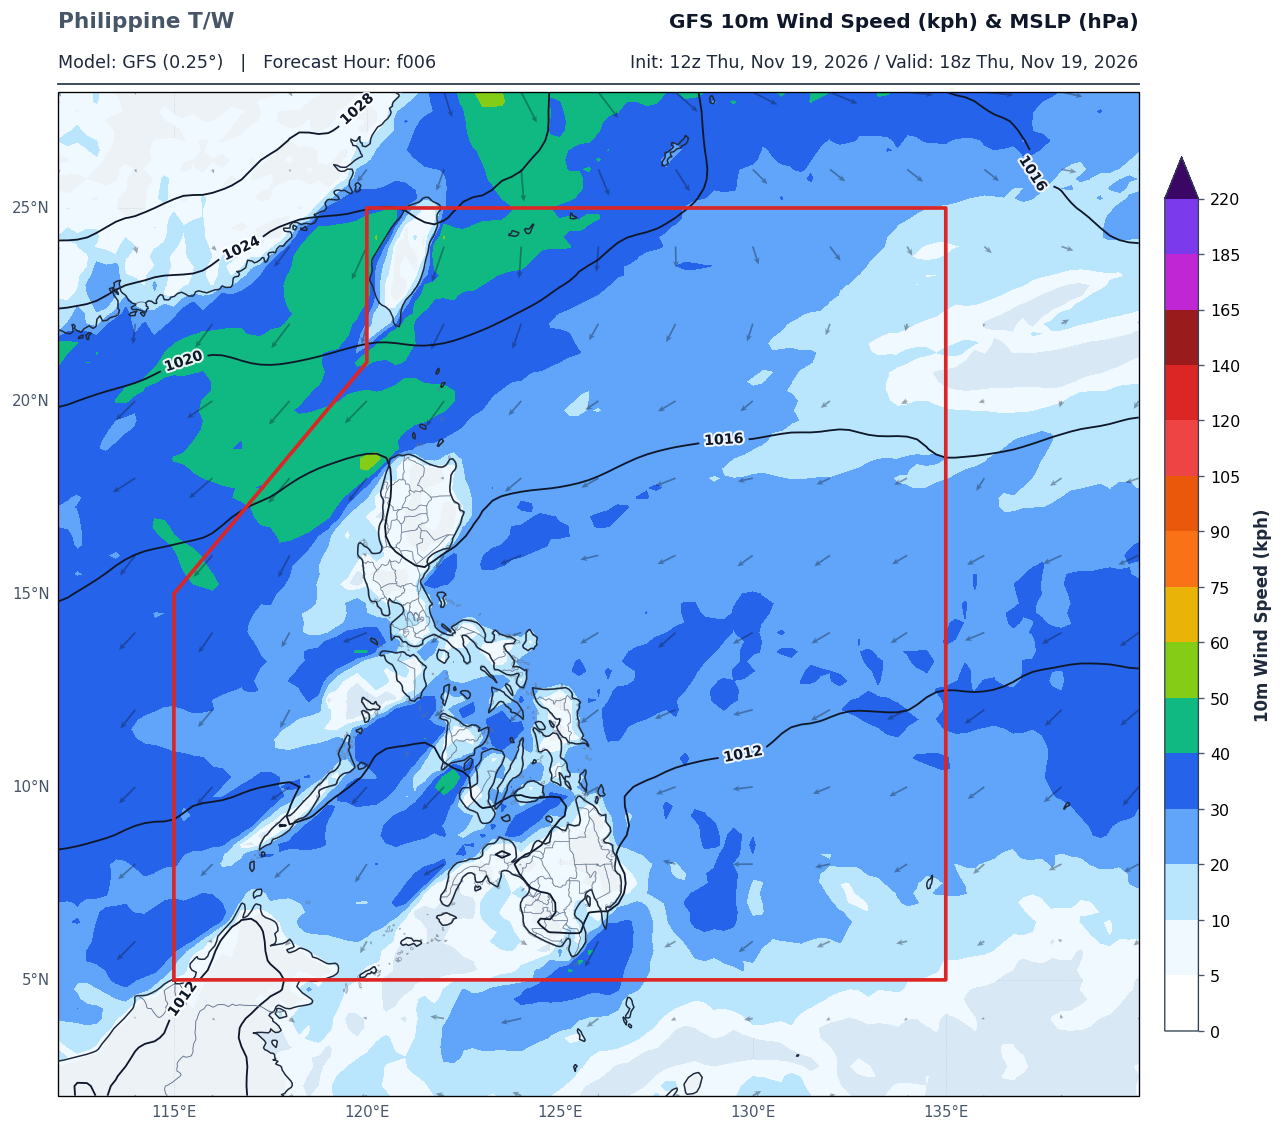 Philippine T/W
GFS 10m Wind Speed (kph) & MSLP (hPa)
Model: GFS (0.25°) | Forecast Hour: f006
Init: 12z Thu, Nov 19, 2026 / Valid: 18z Thu, Nov 19, 2026
1028
1016
1024
1020
1016
1012
1012
25°N
20°N
15°N
10°N
5°N
115°E
120°E
125°E
130°E
135°E
220
185
165
140
120
105
90
75
60
50
40
30
20
10
5
0
10m Wind Speed (kph)